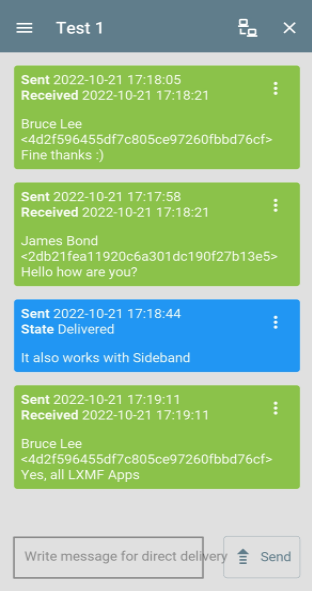 Test 1
Sent 2022-10-21 17:18:05
Received 2022-10-21 17:18:21
Bruce Lee
<4d2f596455df7c805ce97260fbbd76cf>
Fine thanks :)
Sent 2022-10-21 17:17:58
Received 2022-10-21 17:18:21
James Bond
<2db21fea11920c6a301dc190f27b13e5>
Hello how are you?
Sent 2022-10-21 17:18:44
State Delivered
It also works with Sideband
Sent 2022-10-21 17:19:11
Received 2022-10-21 17:19:11
Bruce Lee
<4d2f596455df7c805ce97260fbbd76cf>
Yes, all LXMF Apps
Write message for direct delivery
Send